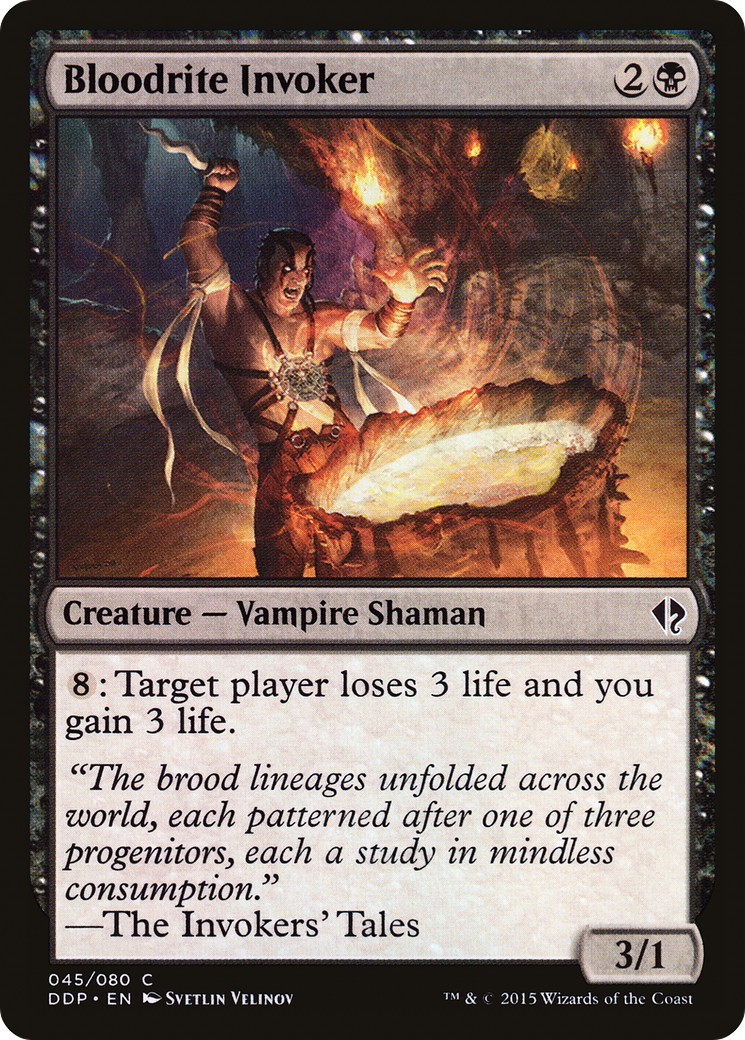 Bloodrite Invoker 2
Creature — Vampire Shaman
8: Target player loses 3 life and you
gain 3 life.
“The brood lineages unfolded across the
world, each patterned after one of three
progenitors, each a study in mindless
consumption.”
—The Invokers’ Tales
3/1
045/080 C
DDP • EN Svetlin Velinov
™ & © 2015 Wizards of the Coast